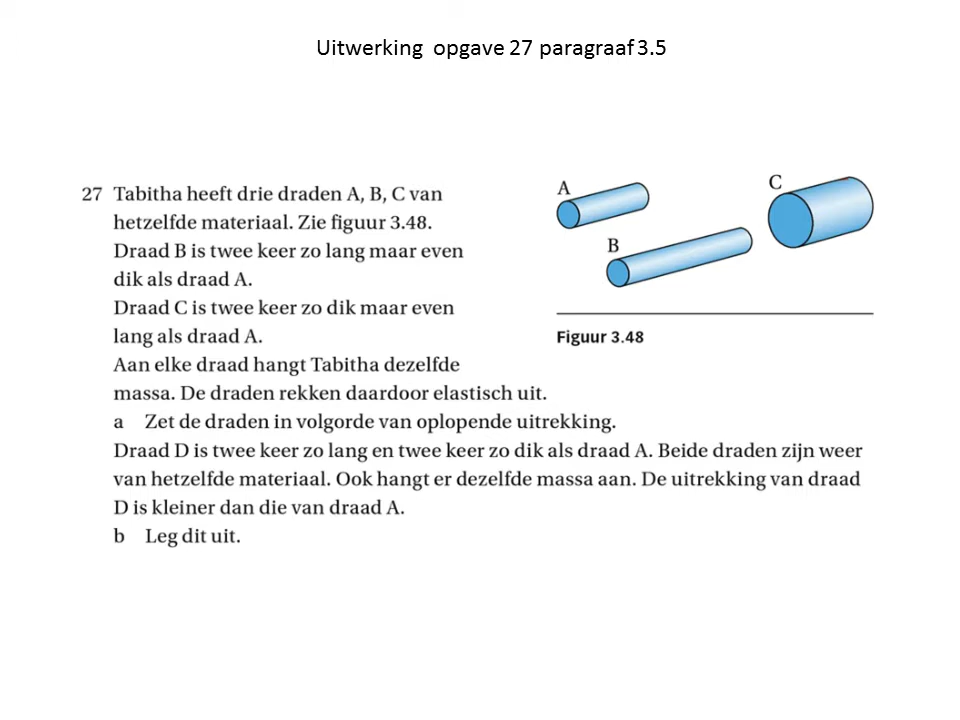 Uitwerking opgave 27 paragraaf 3.5
27 Tabitha heeft drie draden A, B, C van
hetzelfde materiaal. Zie figuur 3.48.
Draad B is twee keer zo lang maar even
dik als draad A.
Draad C is twee keer zo dik maar even
lang als draad A.
Aan elke draad hangt Tabitha dezelfde
massa. De draden rekken daardoor elastisch uit.
a Zet de draden in volgorde van oplopende uitrekking.
Draad D is twee keer zo lang en twee keer zo dik als draad A. Beide draden zijn weer
van hetzelfde materiaal. Ook hangt er dezelfde massa aan. De uitrekking van draad
D is kleiner dan die van draad A.
b Leg dit uit.
A
B
C
Figuur 3.48